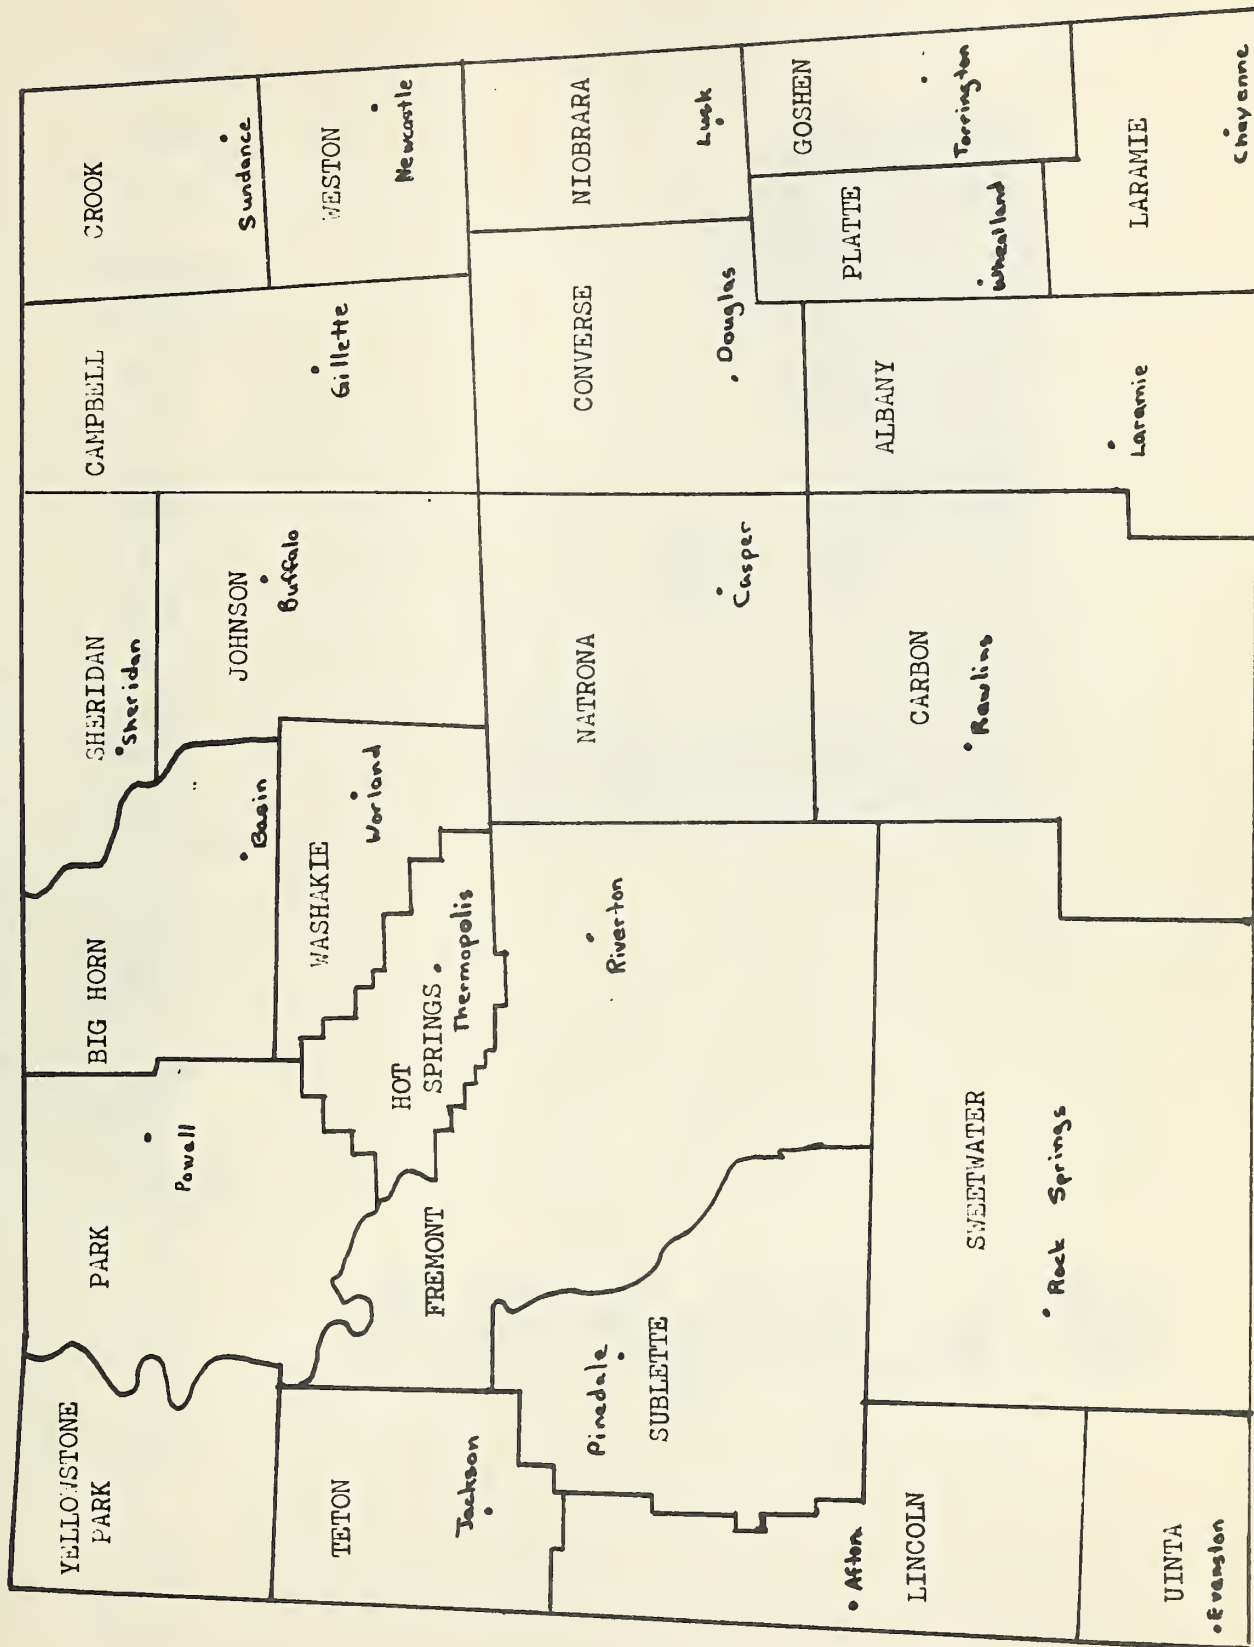 YELLOWSTONE
PARK
PARK
Powell
BIG HORN
Basin
SHERIDAN
Sheridan
JOHNSON
Buffalo
CAMPBELL
Gillette
CROOK
Sundance
WESTON
Newcastle
TETON
Jackson
FREMONT
Riverton
HOT
SPRINGS
Thermopolis
WASHAKIE
Worland
NATRONA
Casper
CONVERSE
Douglas
NIOBRARA
Lusk
Pinedale
SUBLETTE
Afton
LINCOLN
SWEETWATER
Rock Springs
CARBON
Rawlins
ALBANY
Laramie
PLATTE
Wheatland
GOSHEN
Torrington
LARAMIE
Cheyenne
UINTA
Evanston